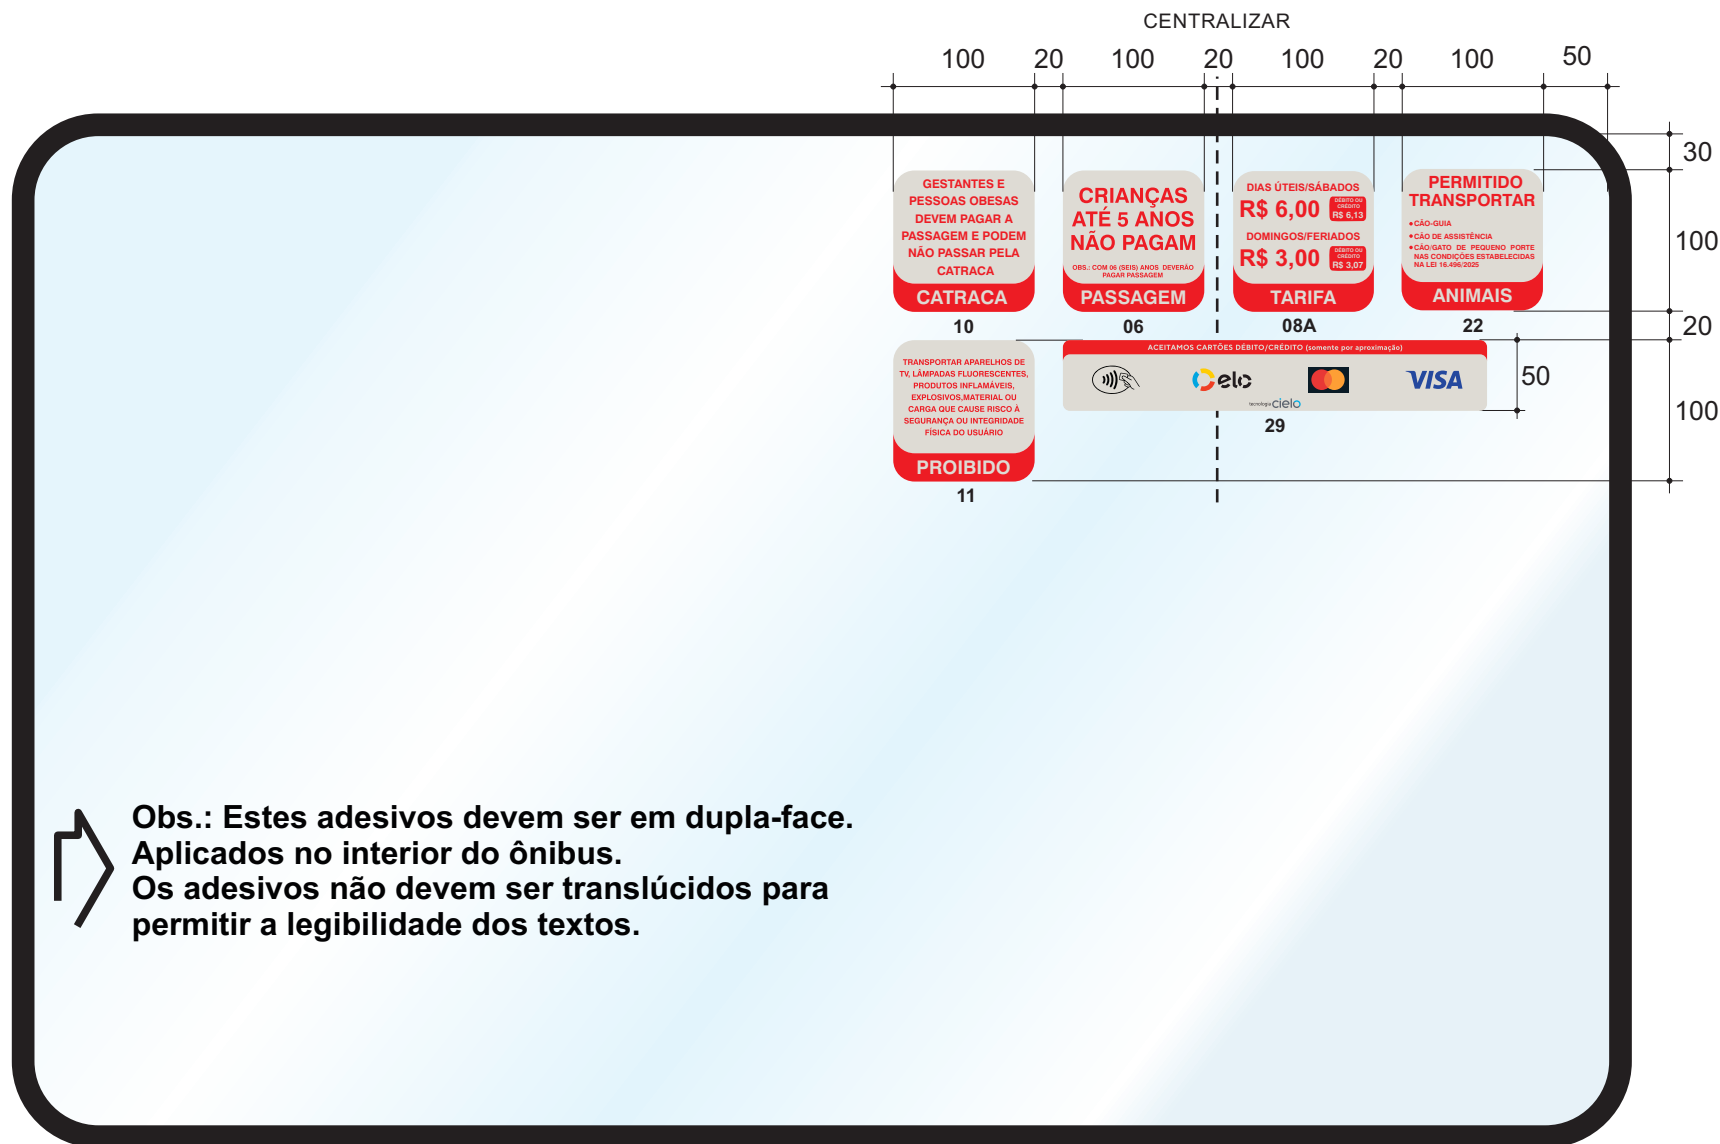 CENTRALIZAR
100 20 100 20 100 20 100 50
30
100
20
50
100
GESTANTES E
PESSOAS OBESAS
DEVEM PAGAR A
PASSAGEM E PODEM
NÃO PASSAR PELA
CATRACA
CATRACA
10
CRIANÇAS
ATÉ 5 ANOS
NÃO PAGAM
OBS.: COM 06 (SEIS) ANOS DEVERÃO
PAGAR PASSAGEM
PASSAGEM
06
DIAS ÚTEIS/SÁBADOS
R$ 6,00
DÉBITO OU
CRÉDITO
R$ 6,13
DOMINGOS/FERIADOS
R$ 3,00
DÉBITO OU
CRÉDITO
R$ 3,07
TARIFA
08A
PERMITIDO
TRANSPORTAR
•CÃO-GUIA
•CÃO DE ASSISTÊNCIA
•CÃO/GATO DE PEQUENO PORTE
NAS CONDIÇÕES ESTABELECIDAS
NA LEI 16.496/2025
ANIMAIS
22
TRANSPORTAR APARELHOS DE
TV, LÂMPADAS FLUORESCENTES,
PRODUTOS INFLAMÁVEIS,
EXPLOSIVOS,MATERIAL OU
CARGA QUE CAUSE RISCO À
SEGURANÇA OU INTEGRIDADE
FÍSICA DO USUÁRIO
PROIBIDO
11
ACEITAMOS CARTÕES DÉBITO/CRÉDITO (somente por aproximação)
elo
VISA
tecnologia cielo
29
Obs.: Estes adesivos devem ser em dupla-face.
Aplicados no interior do ônibus.
Os adesivos não devem ser translúcidos para
permitir a legibilidade dos textos.